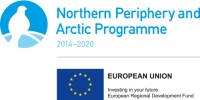 Northern Periphery and
Arctic Programme
2014–2020
EUROPEAN UNION
Investing in your future
European Regional Development Fund